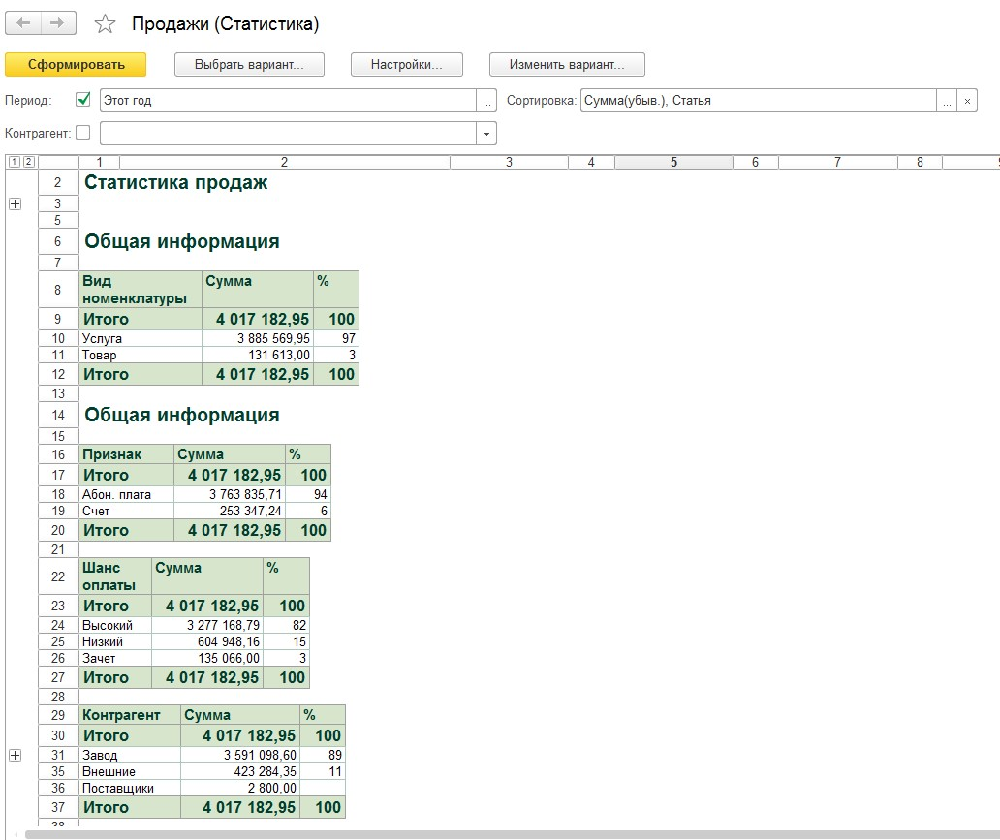 Продажи (Статистика)
Сформировать Выбрать вариант... Настройки... Изменить вариант...
Период: Этот год ... Сортировка: Сумма(убыв.), Статья ... ×
Контрагент:
1 2 1 2 3 4 5 6 7 8
2 Статистика продаж
3
5
6 Общая информация
7
8 Вид номенклатуры Сумма %
9 Итого 4 017 182,95 100
10 Услуга 3 885 569,95 97
11 Товар 131 613,00 3
12 Итого 4 017 182,95 100
13
14 Общая информация
15
16 Признак Сумма %
17 Итого 4 017 182,95 100
18 Абон. плата 3 763 835,71 94
19 Счет 253 347,24 6
20 Итого 4 017 182,95 100
21
22 Шанс оплаты Сумма %
23 Итого 4 017 182,95 100
24 Высокий 3 277 168,79 82
25 Низкий 604 948,16 15
26 Зачет 135 066,00 3
27 Итого 4 017 182,95 100
28
29 Контрагент Сумма %
30 Итого 4 017 182,95 100
31 Завод 3 591 098,60 89
35 Внешние 423 284,35 11
36 Поставщики 2 800,00
37 Итого 4 017 182,95 100